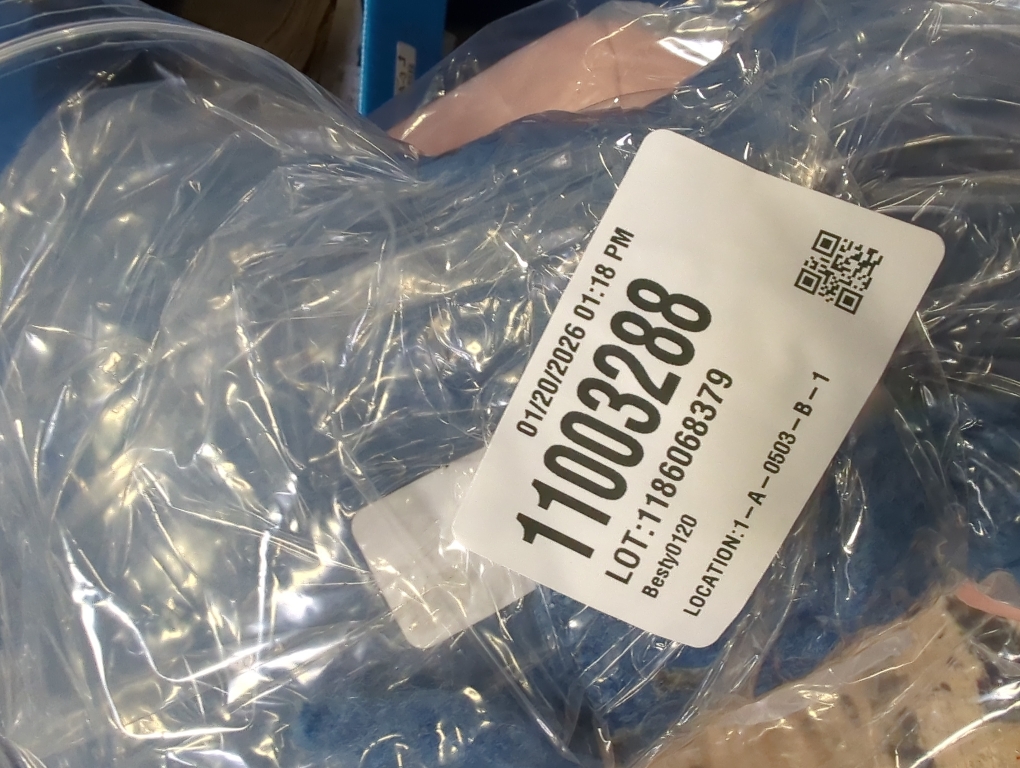 01/20/2026 01:18 PM
11003288
LOT:1186068379
Besty0120
LOCATION:1-A-0503-B-1